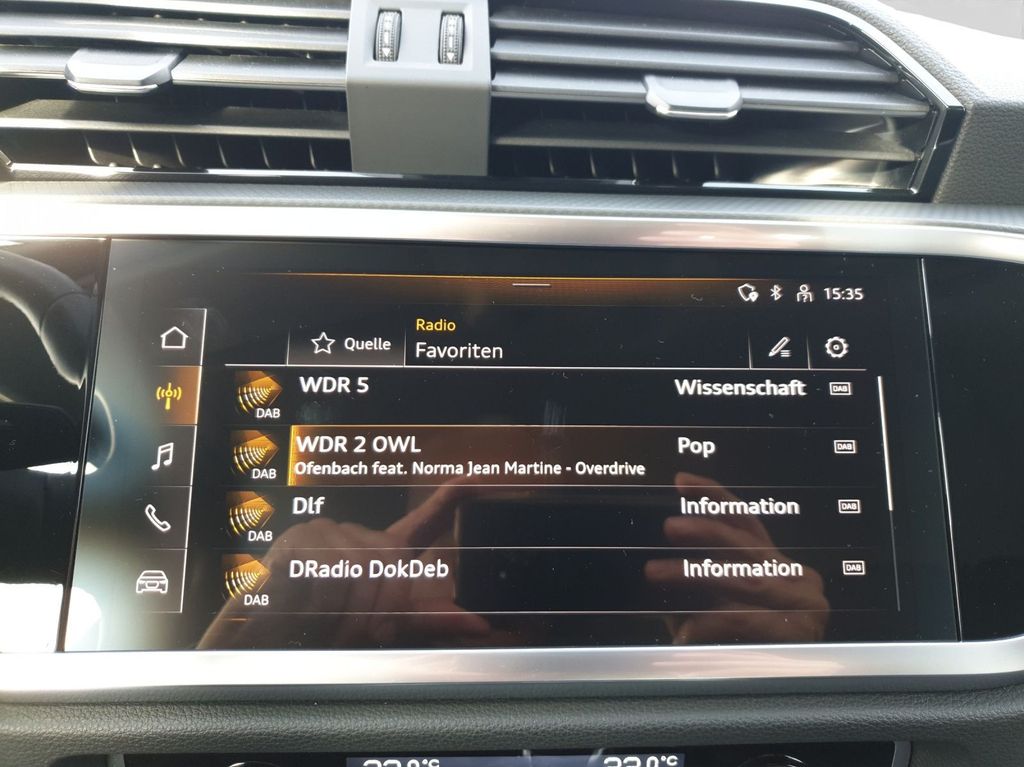 15:35
Quelle
Radio
Favoriten
DAB WDR 5 Wissenschaft DAB
DAB WDR 2 OWL Pop DAB
Ofenbach feat. Norma Jean Martine - Overdrive
DAB Dlf Information DAB
DAB DRadio DokDeb Information DAB